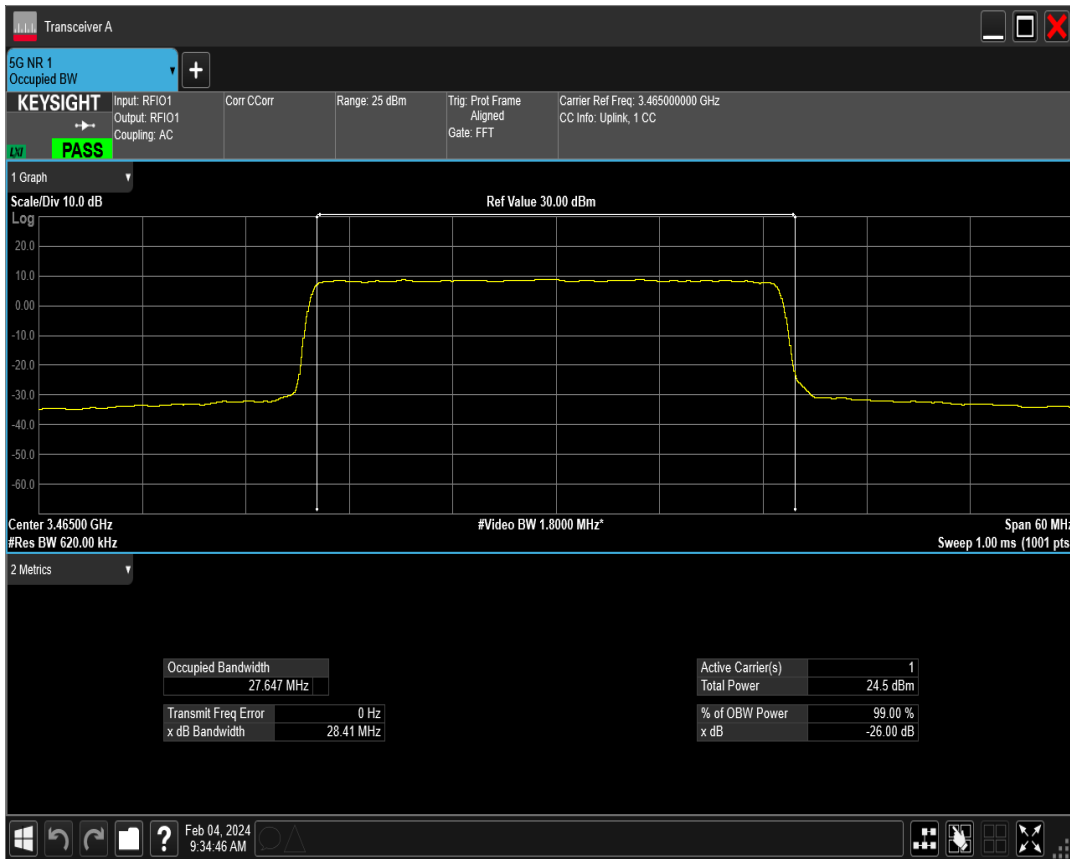 Transceiver A
5G NR 1
Occupied BW
+
KEYSIGHT
LXI
PASS
Input: RFIO1
Output: RFIO1
Coupling: AC
Corr CCorr
Range: 25 dBm
Trig: Prot Frame
Aligned
Gate: FFT
Carrier Ref Freq: 3.465000000 GHz
CC Info: Uplink, 1 CC
1 Graph
Scale/Div 10.0 dB
Ref Value 30.00 dBm
Log
20.0
10.0
0.00
-10.0
-20.0
-30.0
-40.0
-50.0
-60.0
Center 3.46500 GHz
#Video BW 1.8000 MHz*
Span 60 MHz
#Res BW 620.00 kHz
Sweep 1.00 ms (1001 pts
2 Metrics
Occupied Bandwidth
27.647 MHz
Transmit Freq Error 0 Hz
x dB Bandwidth 28.41 MHz
Active Carrier(s) 1
Total Power 24.5 dBm
% of OBW Power 99.00 %
x dB -26.00 dB
?
Feb 04, 2024
9:34:46 AM